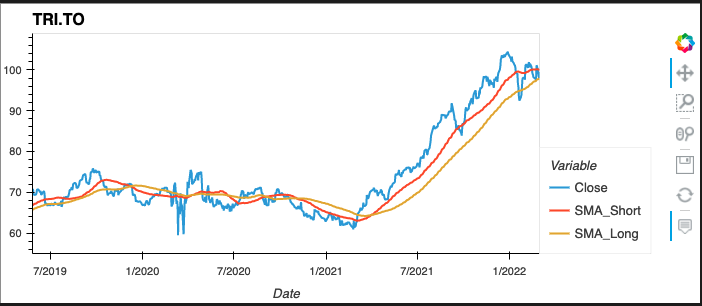 TRI.TO
100
90
80
70
60
7/2019 1/2020 7/2020 1/2021 7/2021 1/2022
Date
Variable
Close
SMA_Short
SMA_Long